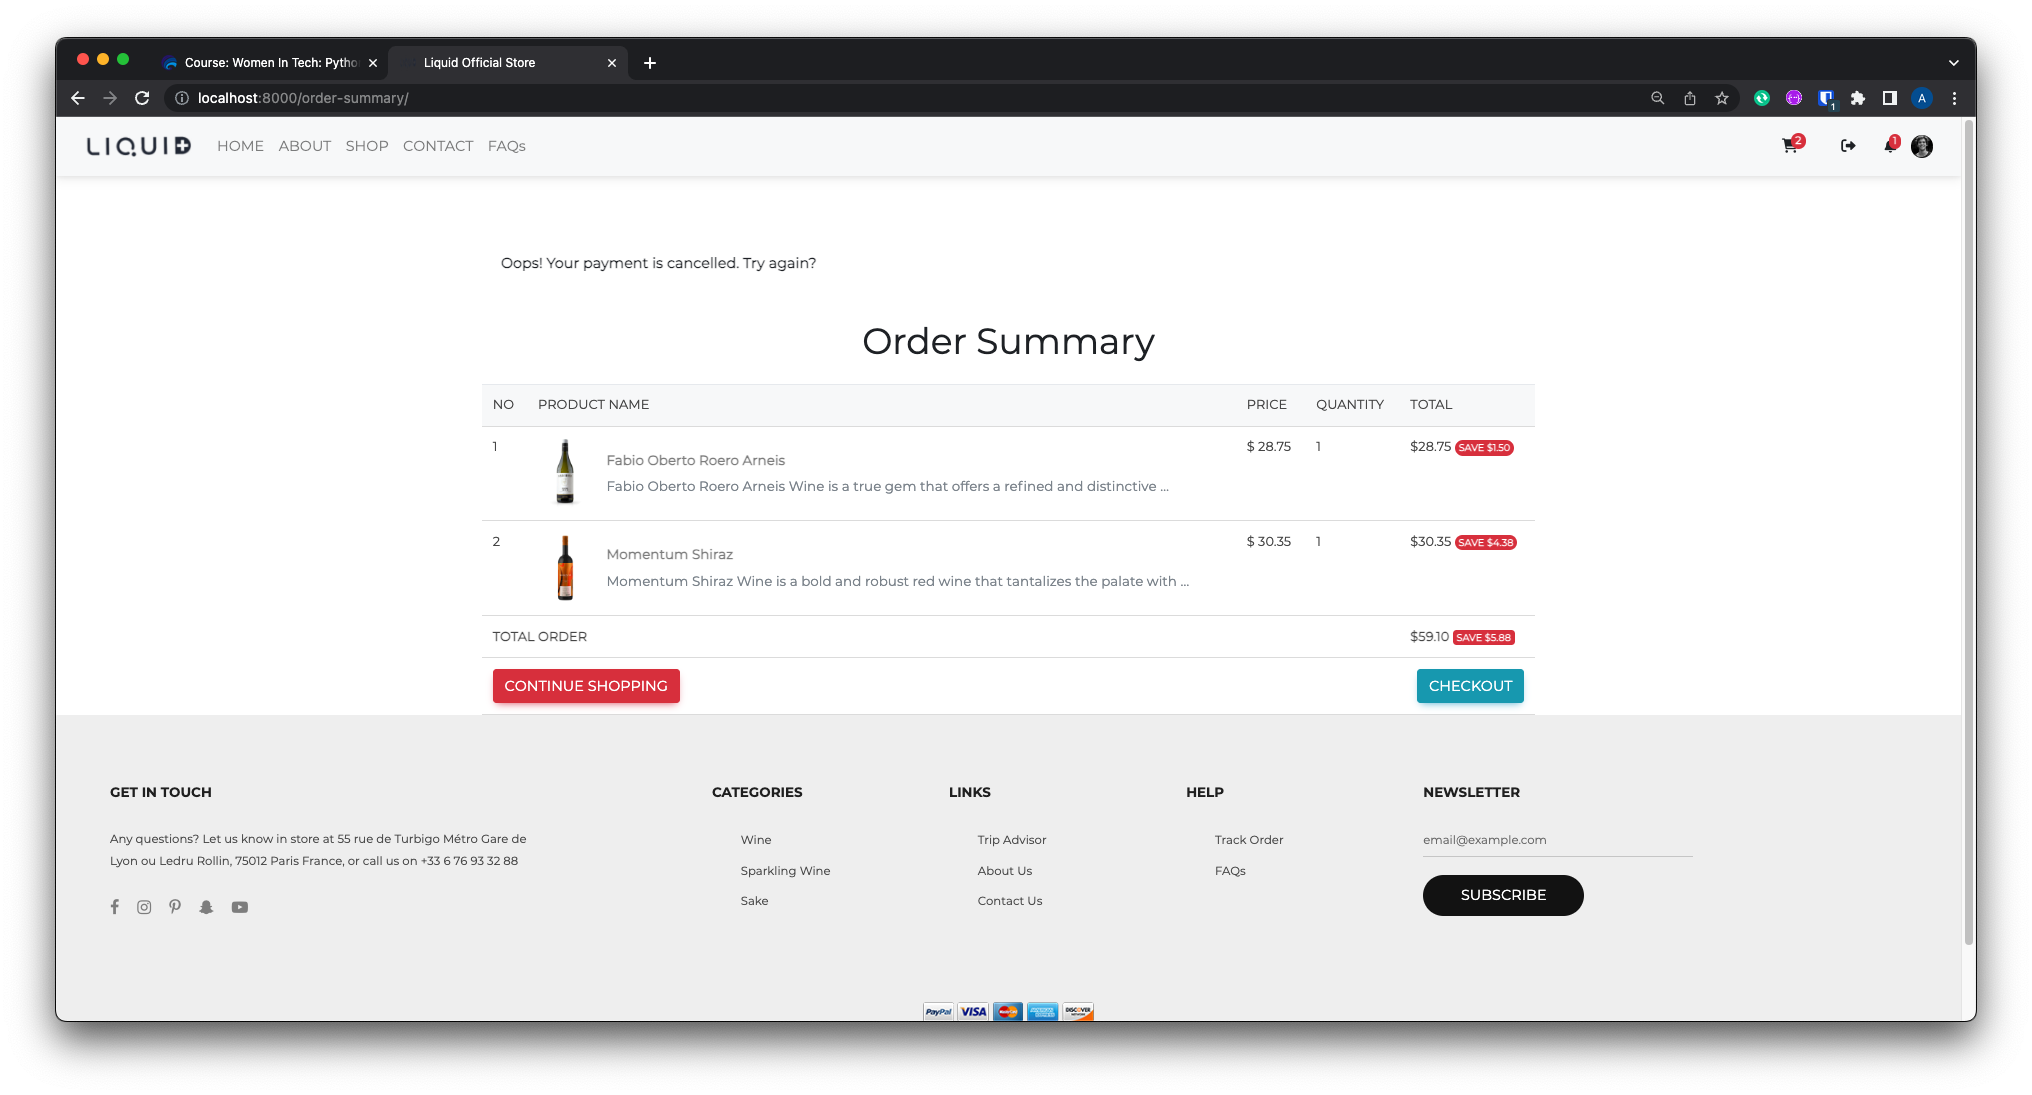 Course: Women In Tech: Pytho
Liquid Official Store
localhost:8000/order-summary/
1
A
LIQUID
HOME ABOUT SHOP CONTACT FAQs
2
1
Oops! Your payment is cancelled. Try again?
Order Summary
NO PRODUCT NAME PRICE QUANTITY TOTAL
1 Fabio Oberto Roero Arneis $ 28.75 1 $28.75 SAVE $1.50
Fabio Oberto Roero Arneis Wine is a true gem that offers a refined and distinctive ...
2 Momentum Shiraz $ 30.35 1 $30.35 SAVE $4.38
Momentum Shiraz Wine is a bold and robust red wine that tantalizes the palate with ...
TOTAL ORDER $59.10 SAVE $5.88
CONTINUE SHOPPING CHECKOUT
GET IN TOUCH
Any questions? Let us know in store at 55 rue de Turbigo Métro Gare de
Lyon ou Ledru Rollin, 75012 Paris France, or call us on +33 6 76 93 32 88
CATEGORIES
Wine
Sparkling Wine
Sake
LINKS
Trip Advisor
About Us
Contact Us
HELP
Track Order
FAQs
NEWSLETTER
email@example.com
SUBSCRIBE
PayPal VISA MasterCard DISCOVER